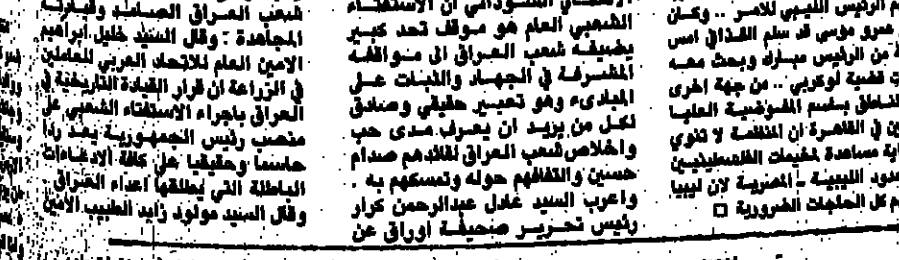 الرئيس الليبي للامر .. وكان
عمرو موسى قد سلم القذافي امس
من الرئيس مبارك وبحث معه
قضية لوكربي .. من جهة اخرى
الناطق باسم المفوضية العليا
في القاهرة ان المنظمة لا تنوي
مساعدة لمخيمات الفلسطينيين
الليبية - المصرية لان ليبيا
كل الحاجات الضرورية □
السوداني ان الاستفتاء
الشعبي العام هو موقف تحد كبير
يضيفه شعب العراق الى مواقفه
المشرفة في الجهاد والثبات على
المبادىء وهو تعبير حقيقي وصادق
لكل من يريد ان يعرف مدى حب
واخلاص شعب العراق لقائدهم صدام
حسين والتفافهم حوله وتمسكهم به .
واعرب السيد عادل عبدالرحمن كرار
رئيس تحرير صحيفة اوراق عن
شعب العراق الصامد وقيادته
المجاهدة . وقال السيد خليل ابراهيم
الامين العام للاتحاد العربي للعاملين
في الزراعة ان قرار القيادة التاريخية في
العراق باجراء الاستفتاء الشعبي على
منصب رئيس الجمهورية يعد ردا
حاسما وحقيقيا على كافة الادعاءات
الباطلة التي يطلقها اعداء العراق .
وقال السيد مولود زايد الطبيب الامين